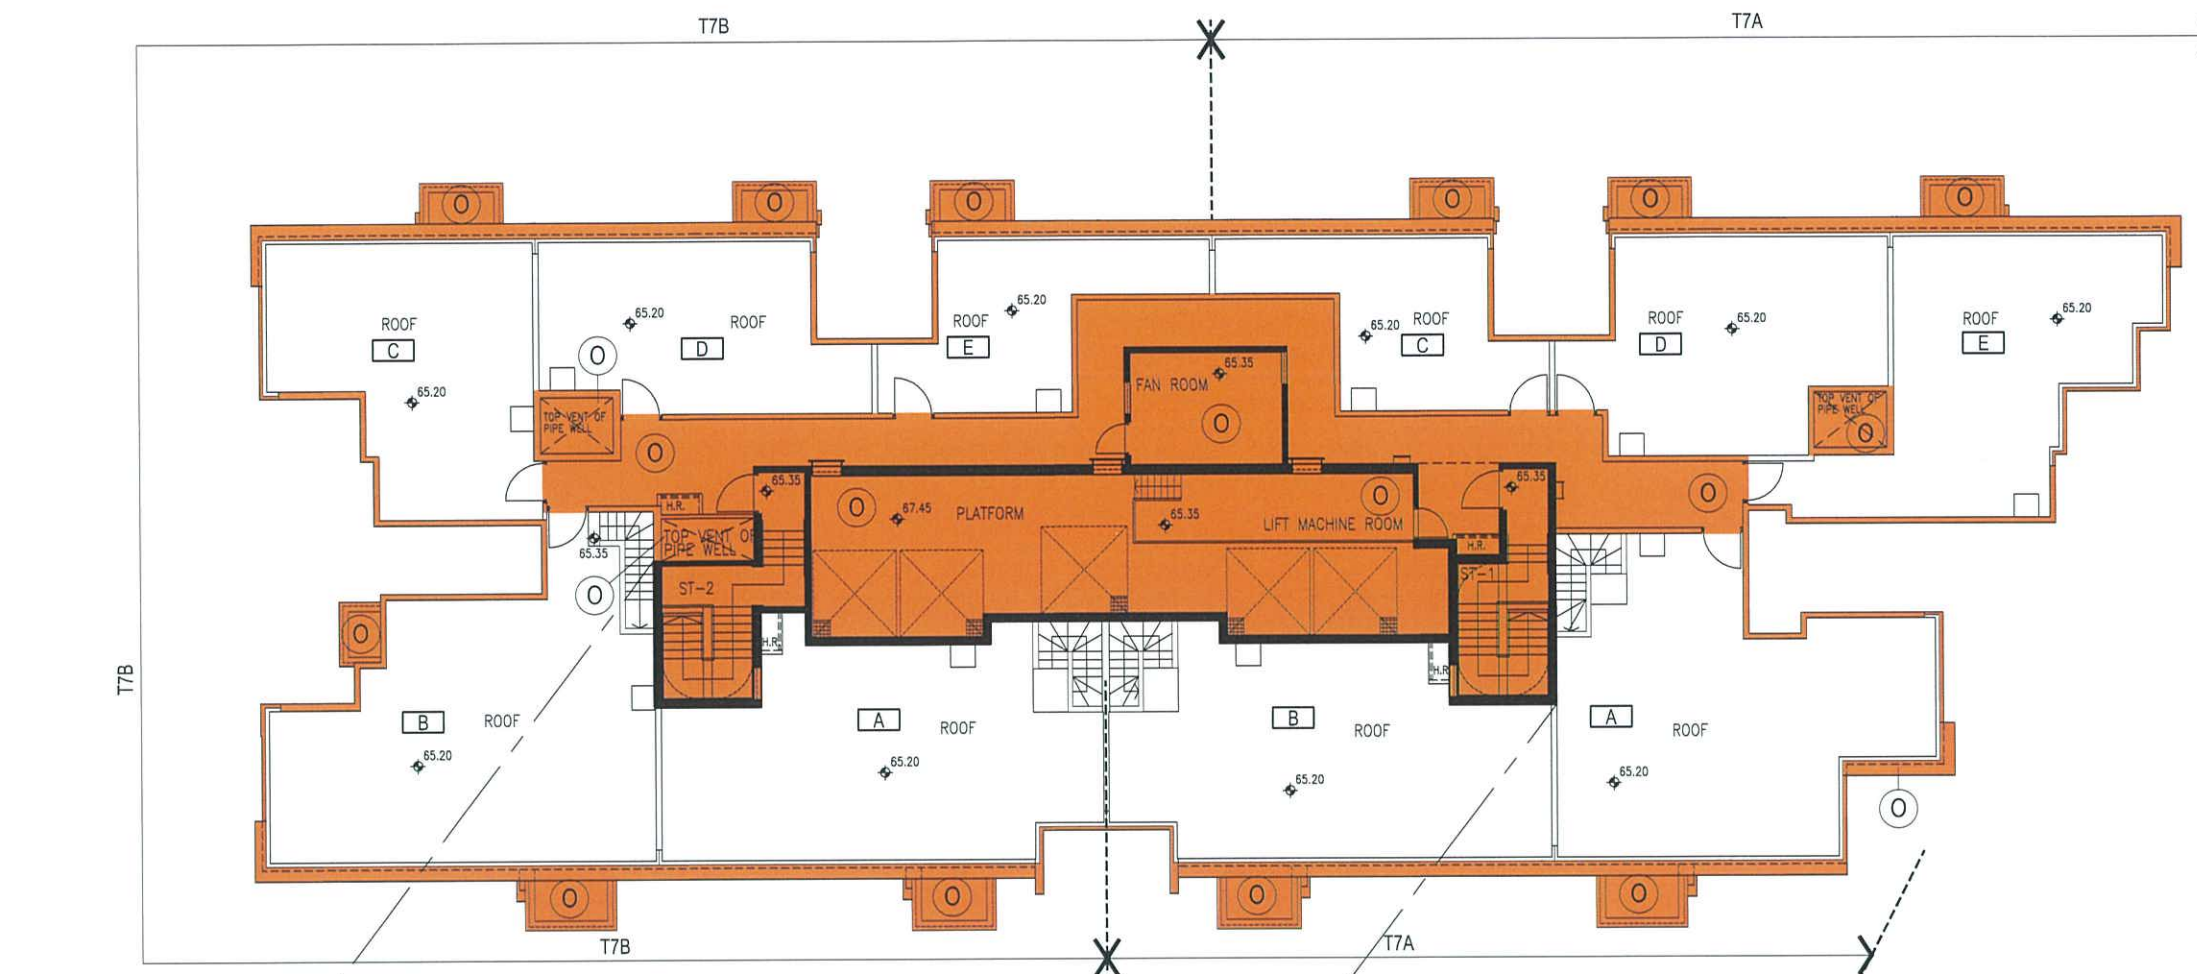 T7B
T7A
O
O
O
O
O
O
ROOF
C
65.20
65.20
ROOF
D
O
ROOF
E
65.20
65.20
ROOF
C
ROOF
D
65.20
ROOF
E
65.20
65.35
FAN ROOM
O
TOP VENT OF
PIPE WELL
O
TOP VENT OF
PIPE WELL
O
65.35
H.R.
O
67.45
PLATFORM
65.35
O
LIFT MACHINE ROOM
65.35
O
H.R.
65.35
TOP VENT OF
PIPE WELL
O
ST-2
ST-1
O
H.R.
H.R.
T7B
B
ROOF
65.20
A
ROOF
65.20
B
ROOF
65.20
A
ROOF
65.20
O
O
O
O
O
T7B
T7A